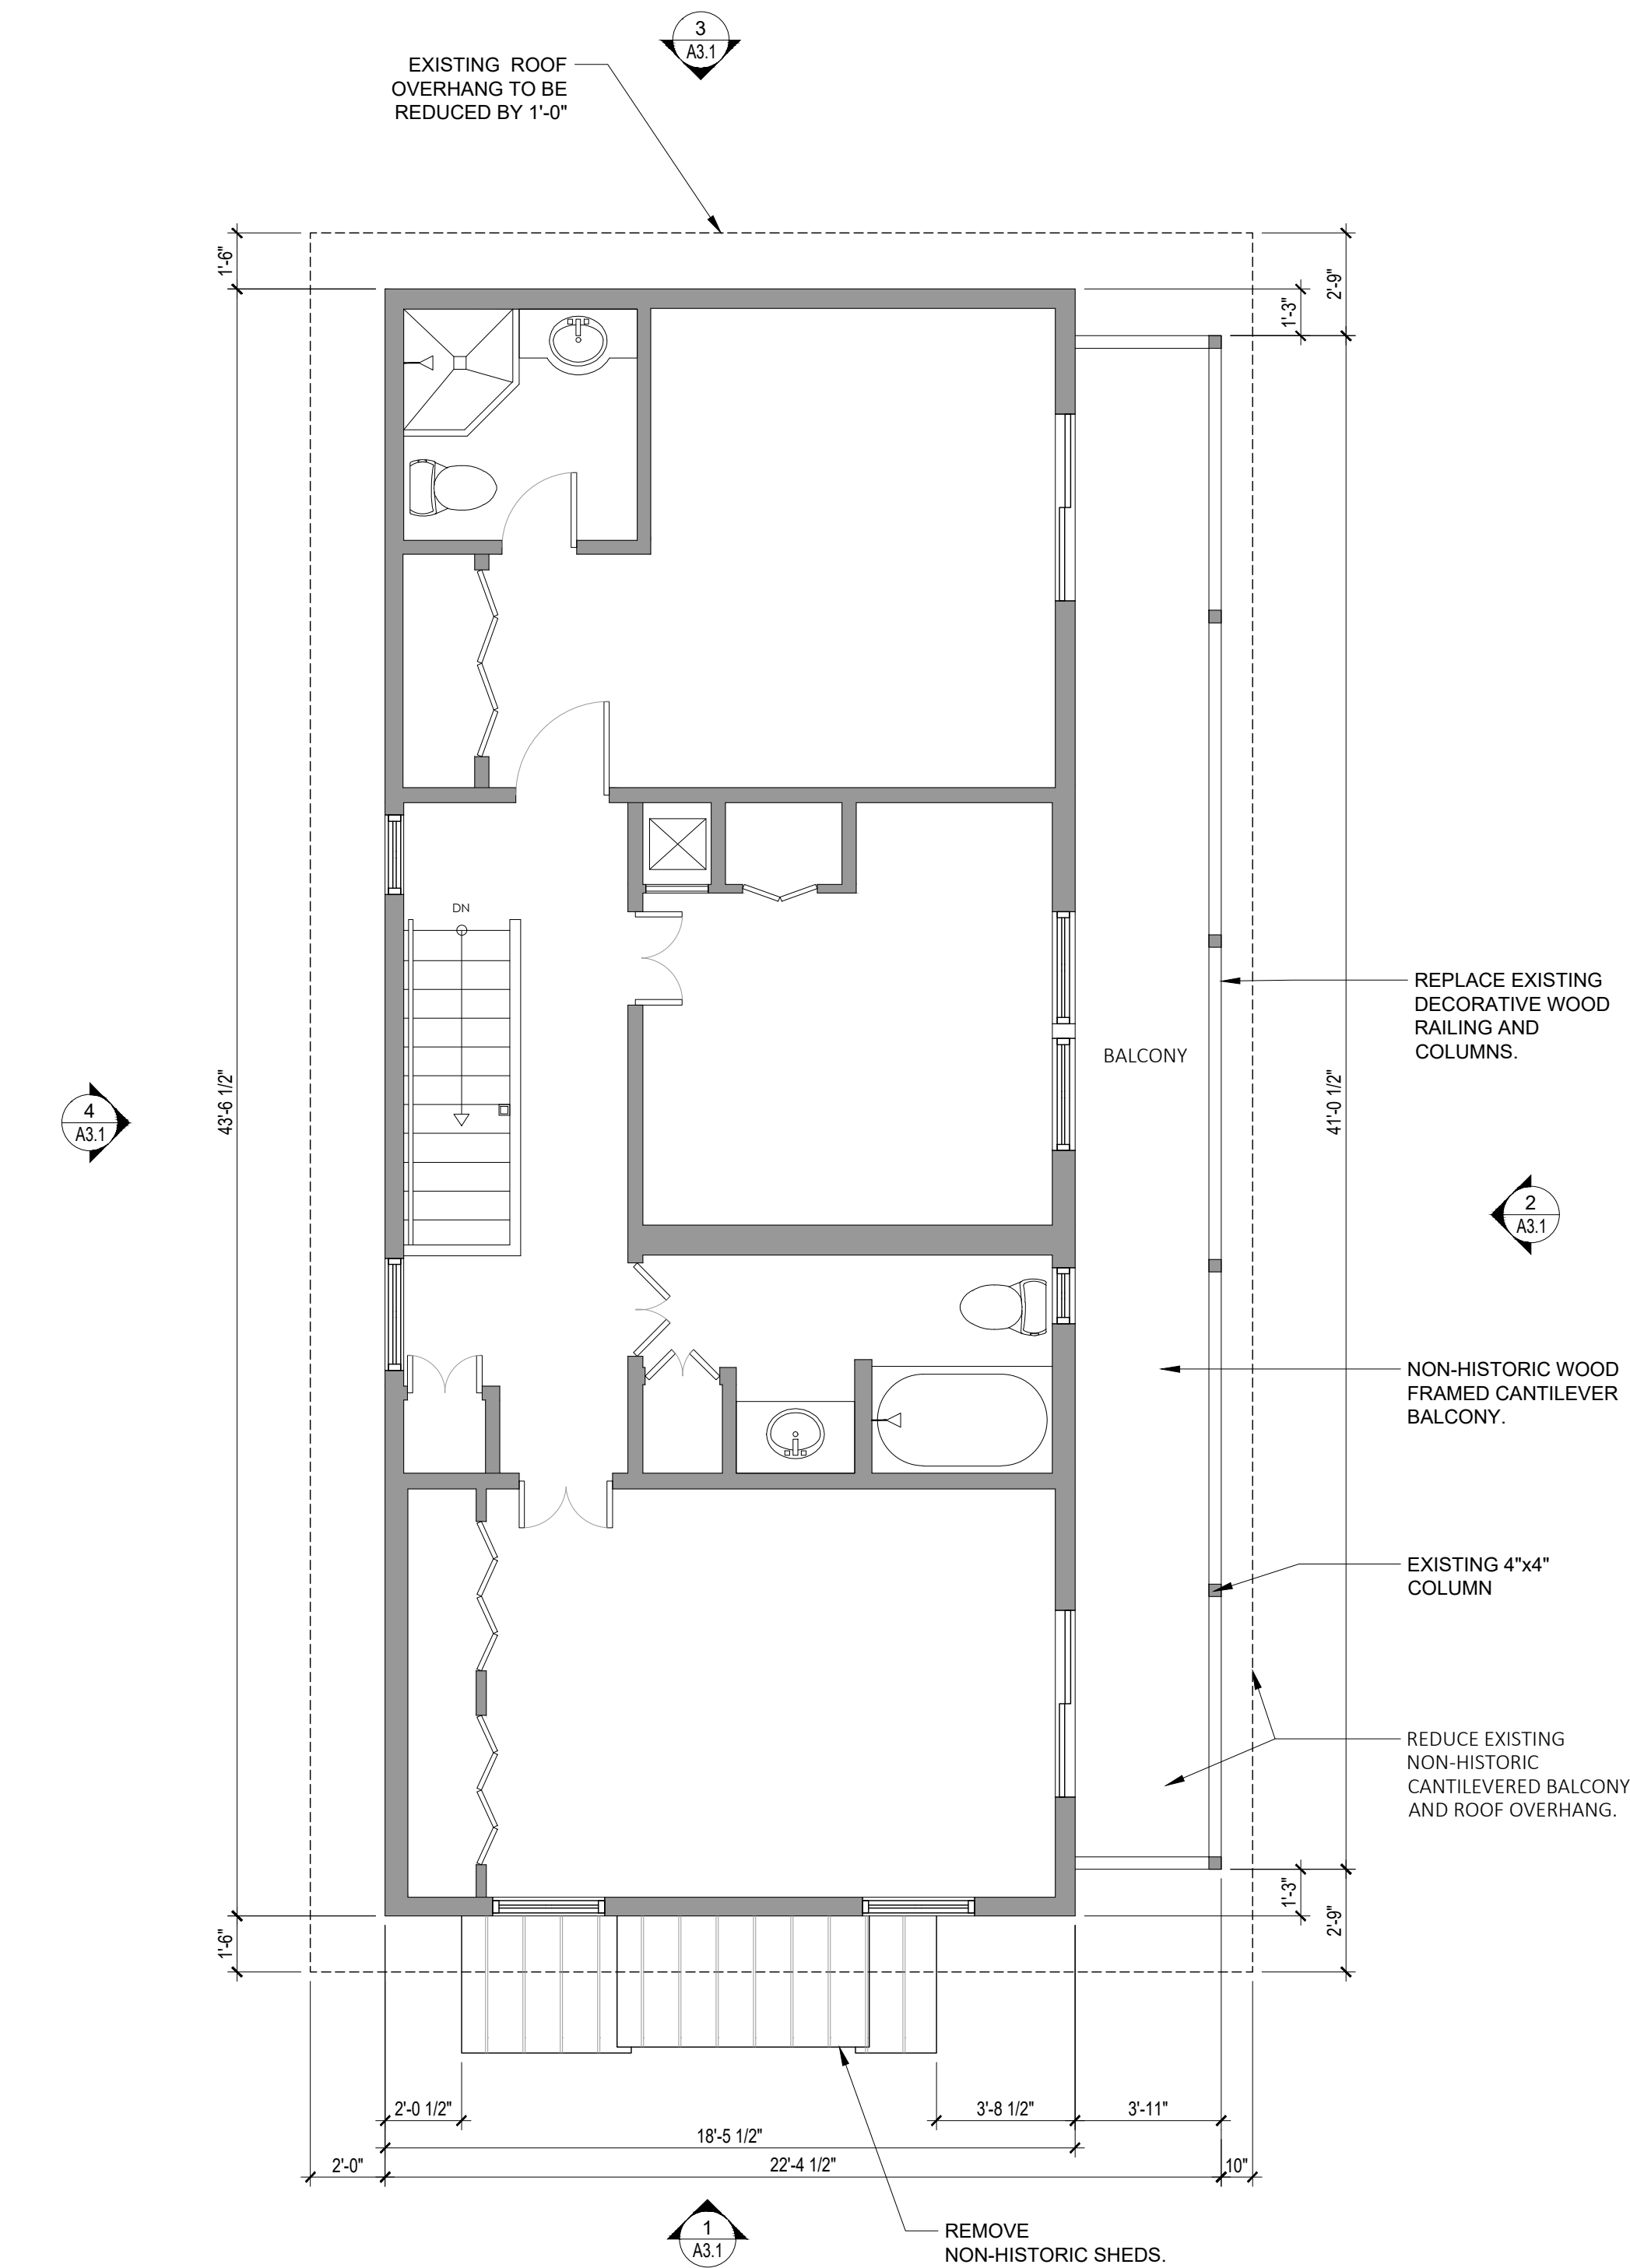 3
A3.1
EXISTING ROOF
OVERHANG TO BE
REDUCED BY 1'-0"
1'-6"
2'-9"
1'-3"
DN
REPLACE EXISTING
DECORATIVE WOOD
RAILING AND
COLUMNS.
BALCONY
43'-6 1/2"
41'-0 1/2"
4
A3.1
2
A3.1
NON-HISTORIC WOOD
FRAMED CANTILEVER
BALCONY.
EXISTING 4"x4"
COLUMN
REDUCE EXISTING
NON-HISTORIC
CANTILEVERED BALCONY
AND ROOF OVERHANG.
1'-3"
2'-9"
1'-6"
2'-0 1/2"
3'-8 1/2"
3'-11"
18'-5 1/2"
2'-0"
22'-4 1/2"
10"
1
A3.1
REMOVE
NON-HISTORIC SHEDS.